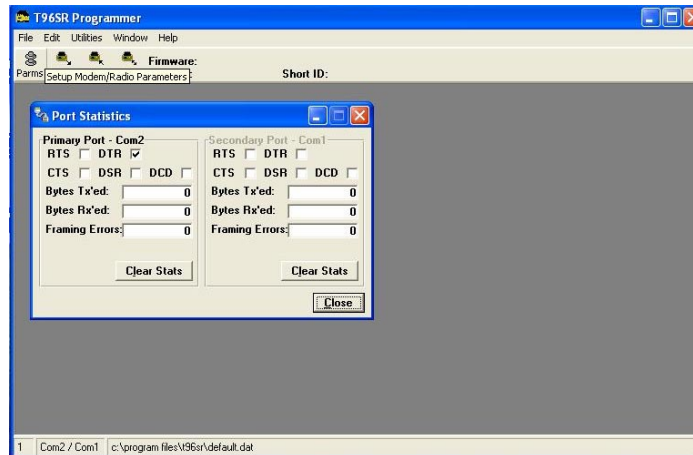 T96SR Programmer
File Edit Utilities Window Help
Firmware:
Parms
Setup Modem/Radio Parameters
: Short ID:
Port Statistics
Primary Port - Com2
RTS DTR
CTS DSR DCD
Bytes Tx'ed: 0
Bytes Rx'ed: 0
Framing Errors: 0
Clear Stats
Secondary Port - Com1
RTS DTR
CTS DSR DCD
Bytes Tx'ed: 0
Bytes Rx'ed: 0
Framing Errors: 0
Clear Stats
Close
1 Com2 / Com1 c:\program files\t96sr\default.dat